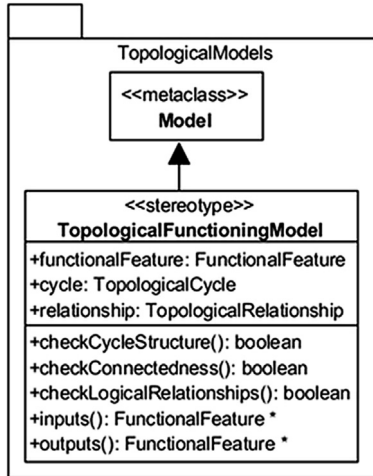 TopologicalModels
<<metaclass>>
Model
<<stereotype>>
TopologicalFunctioningModel
+functionalFeature: FunctionalFeature
+cycle: TopologicalCycle
+relationship: TopologicalRelationship
+checkCycleStructure(): boolean
+checkConnectedness(): boolean
+checkLogicalRelationships(): boolean
+inputs(): FunctionalFeature *
+outputs(): FunctionalFeature *